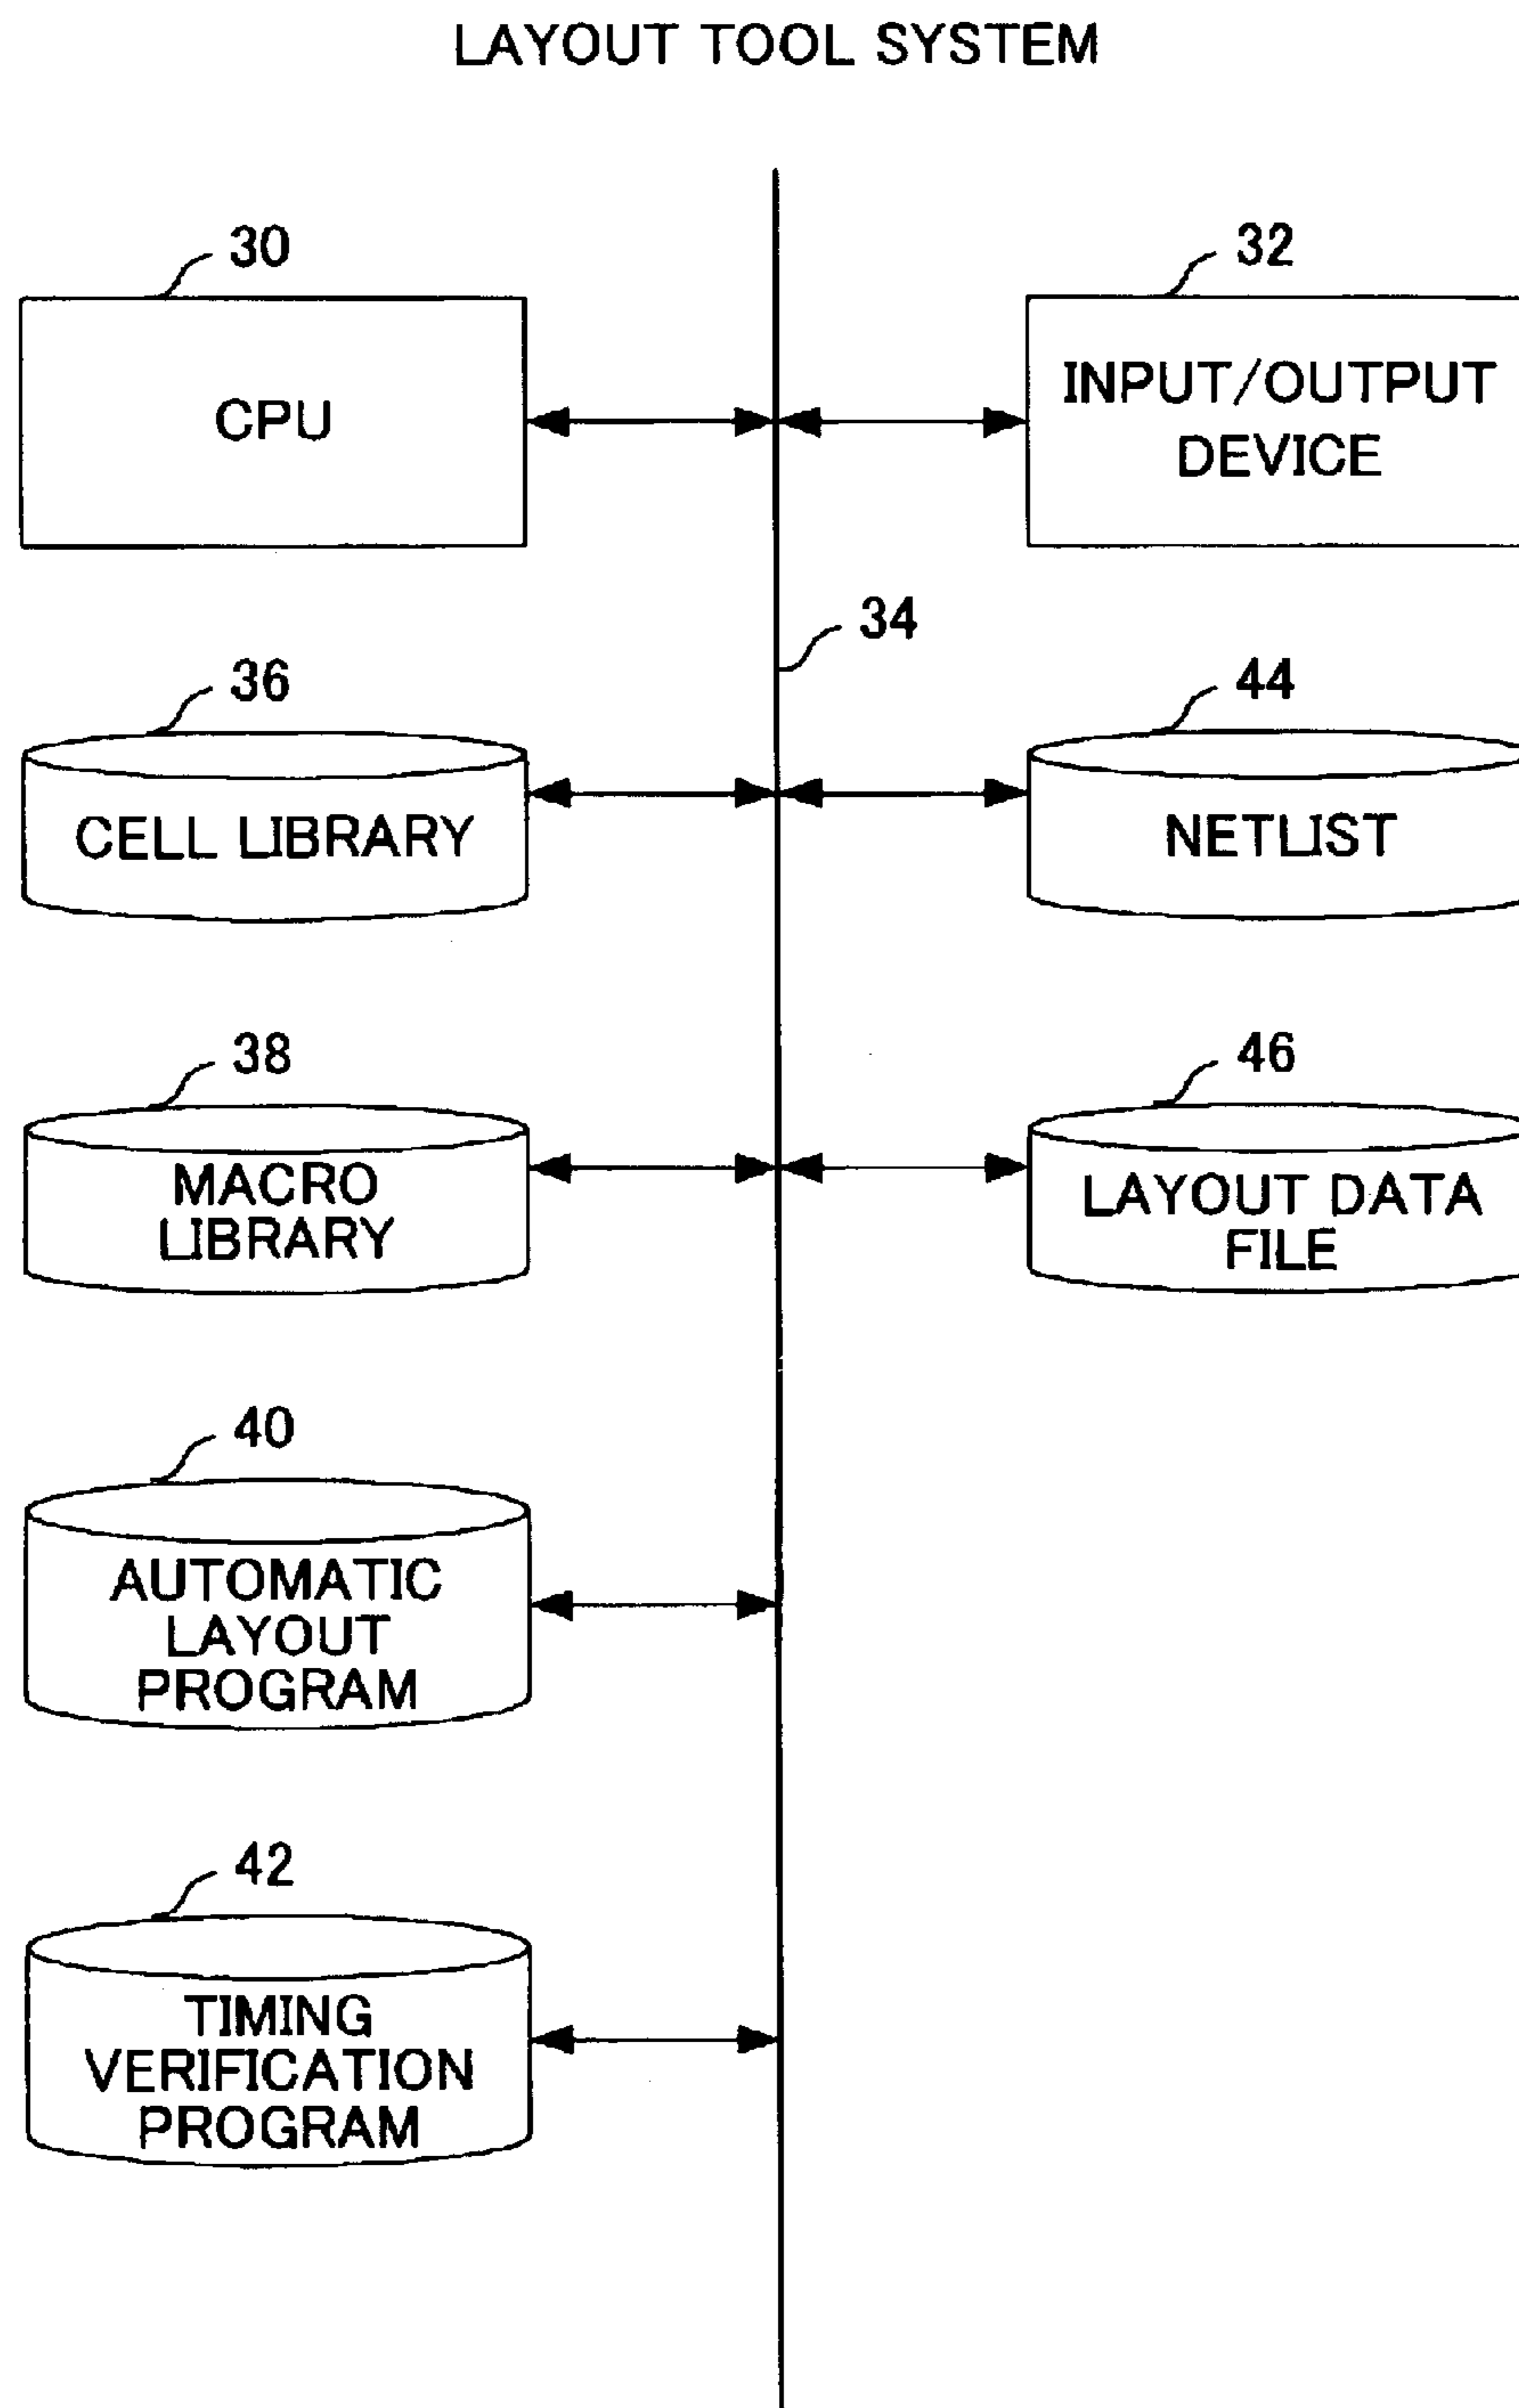 LAYOUT TOOL SYSTEM
30
32
CPU
INPUT/OUTPUT
DEVICE
34
36
44
CELL LIBRARY
NETLIST
38
46
MACRO
LIBRARY
LAYOUT DATA
FILE
40
AUTOMATIC
LAYOUT
PROGRAM
42
TIMING
VERIFICATION
PROGRAM